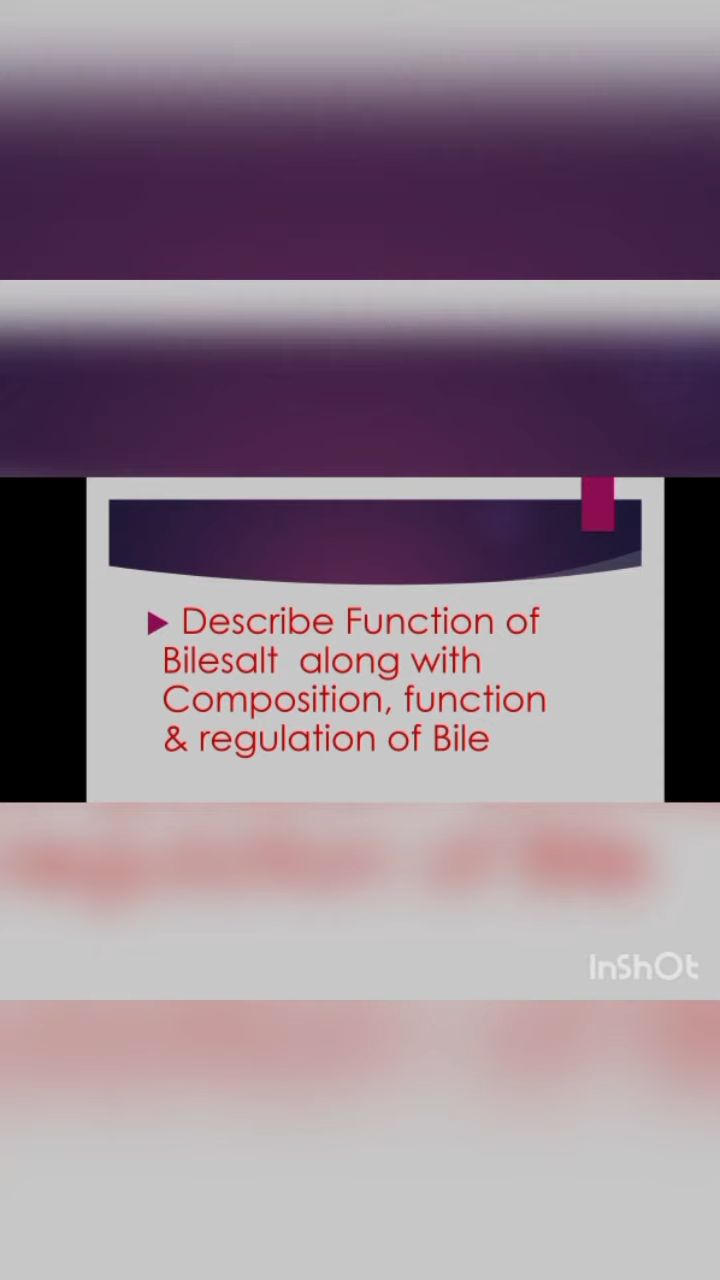 Describe Function of
Bilesalt along with
Composition, function
& regulation of Bile
InShOt